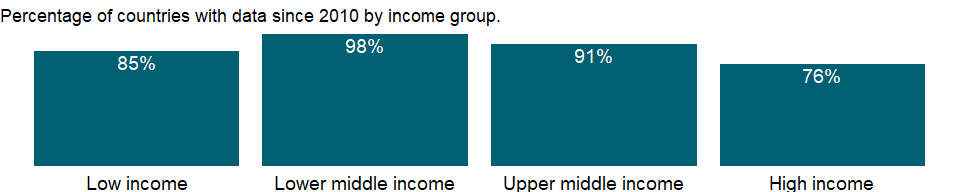 Percentage of countries with data since 2010 by income group.
85%
98%
91%
76%
Low income
Lower middle income
Upper middle income
High income